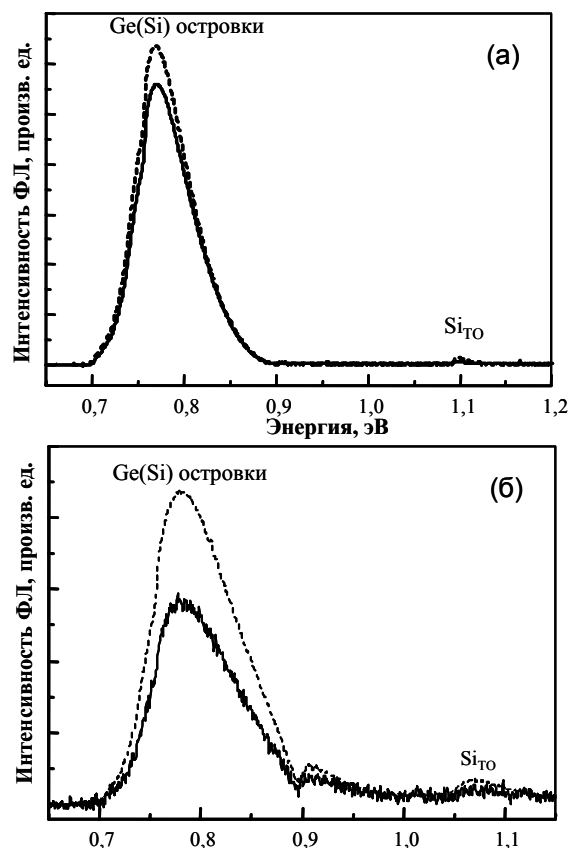 Ge(Si) островки
(а)
Интенсивность ФЛ, произв. ед.
Si_TO
0,7 0,8 0,9 1,0 1,1 1,2
Энергия, эВ
Ge(Si) островки
(б)
Интенсивность ФЛ, произв. ед.
Si_TO
0,7 0,8 0,9 1,0 1,1